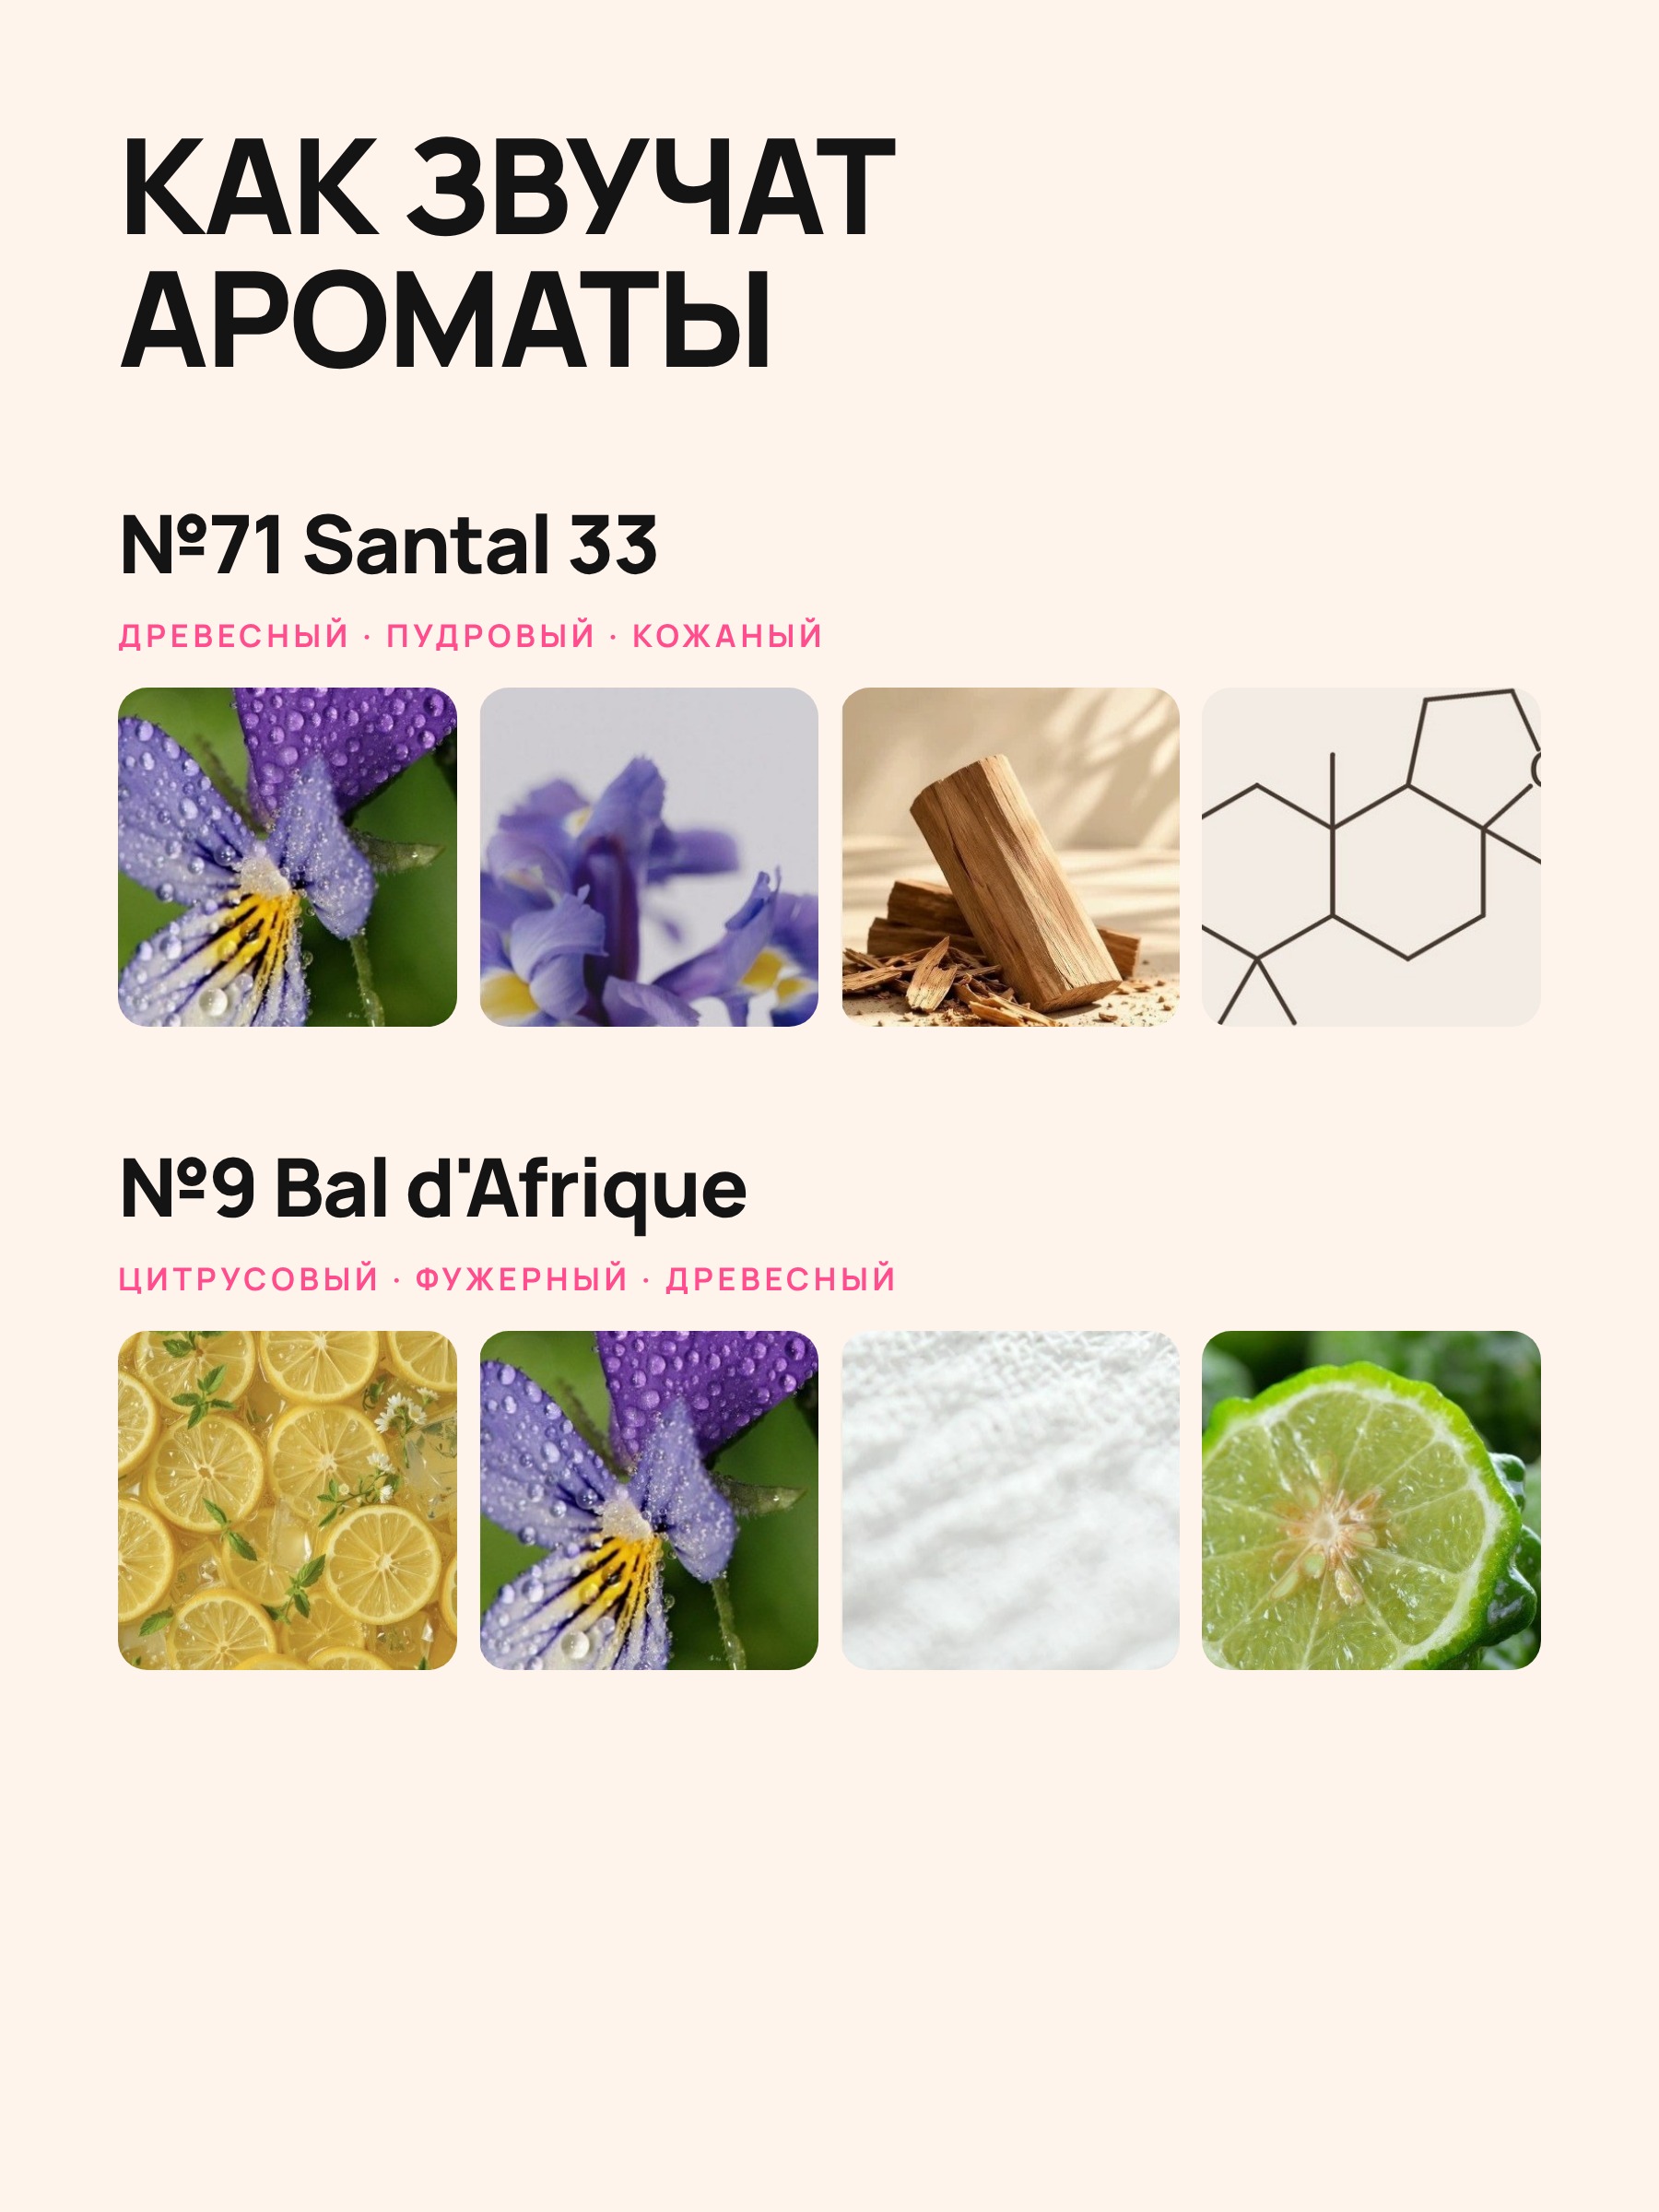 КАК ЗВУЧАТ
АРОМАТЫ
№71 Santal 33
ДРЕВЕСНЫЙ · ПУДРОВЫЙ · КОЖАНЫЙ
№9 Bal d'Afrique
ЦИТРУСОВЫЙ · ФУЖЕРНЫЙ · ДРЕВЕСНЫЙ